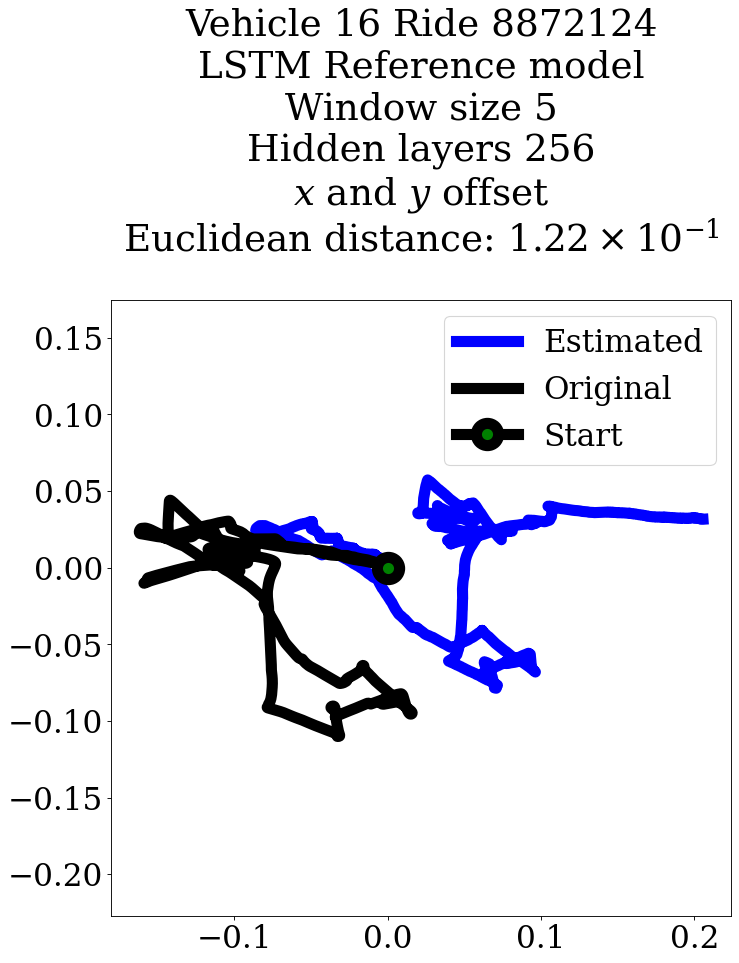 Vehicle 16 Ride 8872124
LSTM Reference model
Window size 5
Hidden layers 256
x and y offset
Euclidean distance: 1.22 × 10⁻¹
Estimated
Original
Start
0.15
0.10
0.05
0.00
−0.05
−0.10
−0.15
−0.20
−0.1
0.0
0.1
0.2